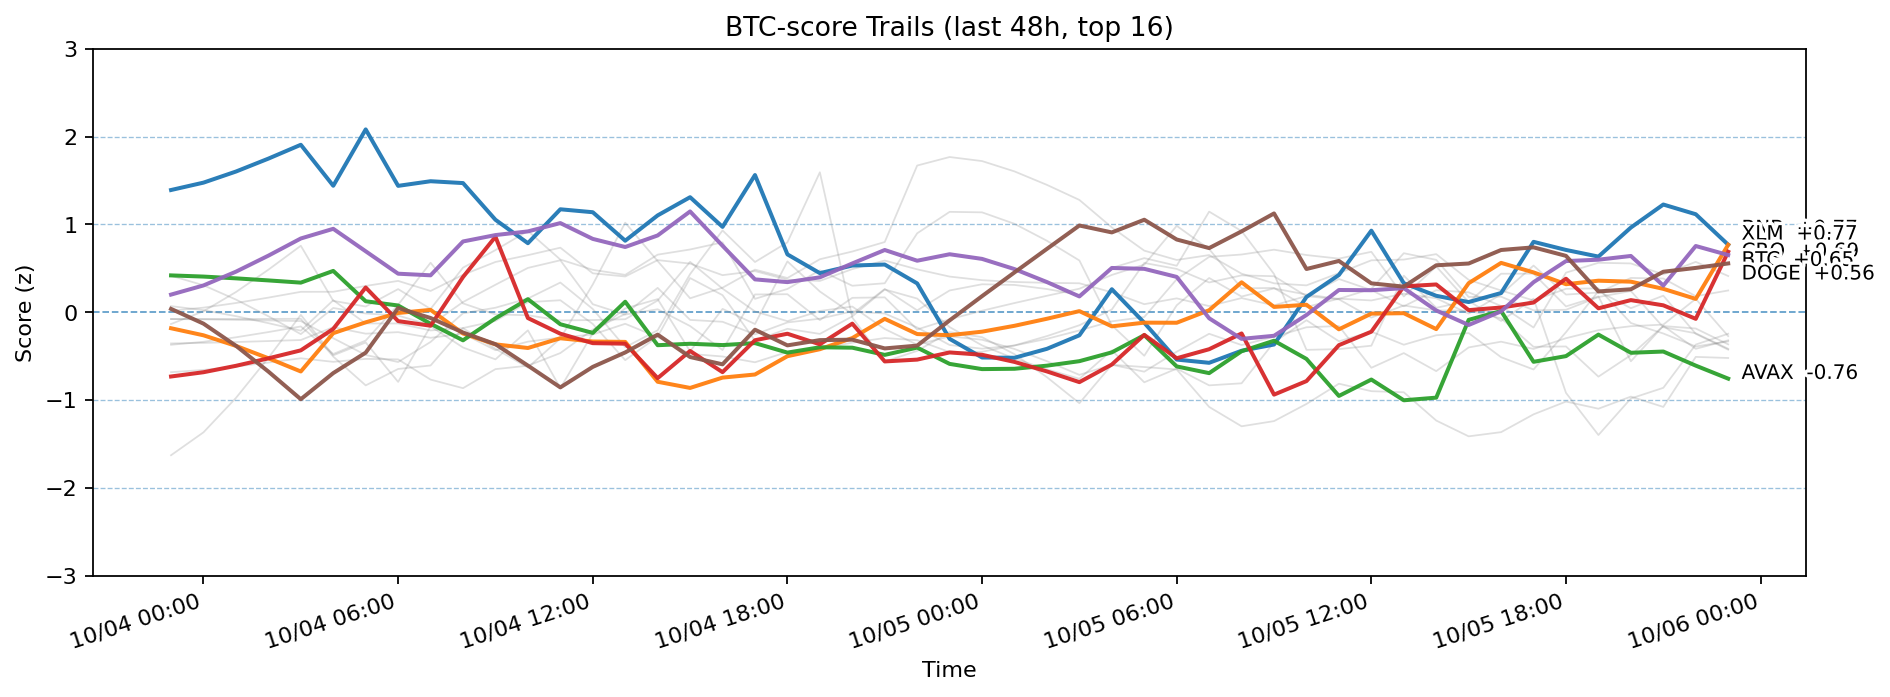 BTC-score Trails (last 48h, top 16)
Score (z)
3
2
1
0
−1
−2
−3
XLM +0.77
BTC +0.65
DOGE +0.56
AVAX -0.76
10/04 00:00
10/04 06:00
10/04 12:00
10/04 18:00
10/05 00:00
10/05 06:00
10/05 12:00
10/05 18:00
10/06 00:00
Time